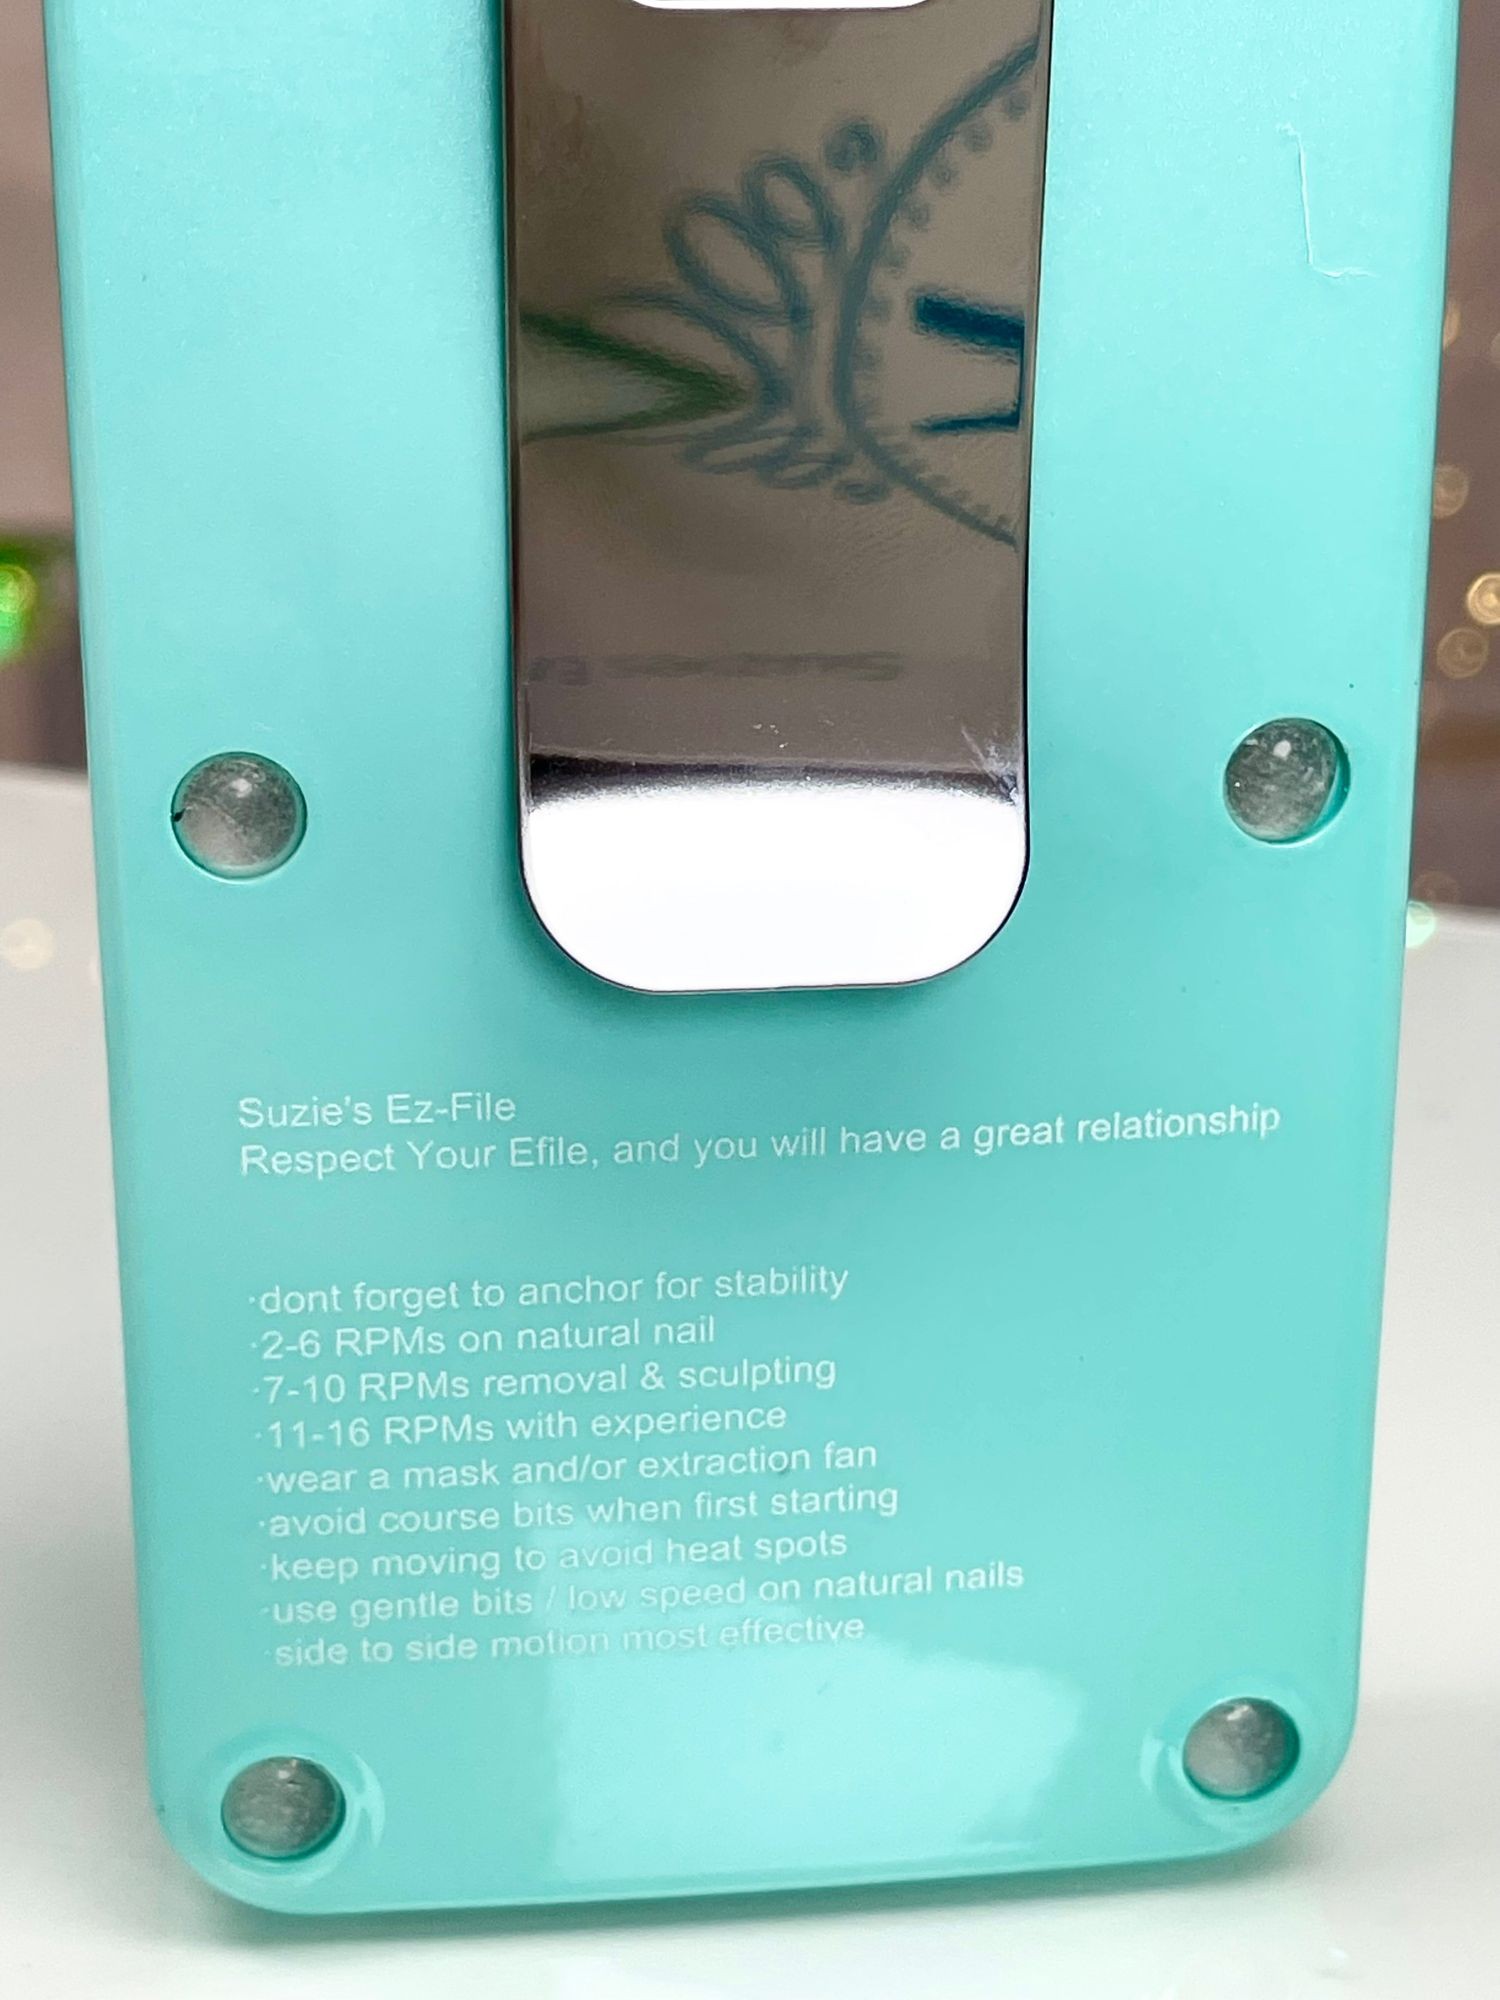 Suzie's Ez-File
Respect Your Efile, and you will have a great relationship
·dont forget to anchor for stability
·2-6 RPMs on natural nail
·7-10 RPMs removal & sculpting
·11-16 RPMs with experience
·wear a mask and/or extraction fan
·avoid course bits when first starting
·keep moving to avoid heat spots
·use gentle bits / low speed on natural nails
·side to side motion most effective